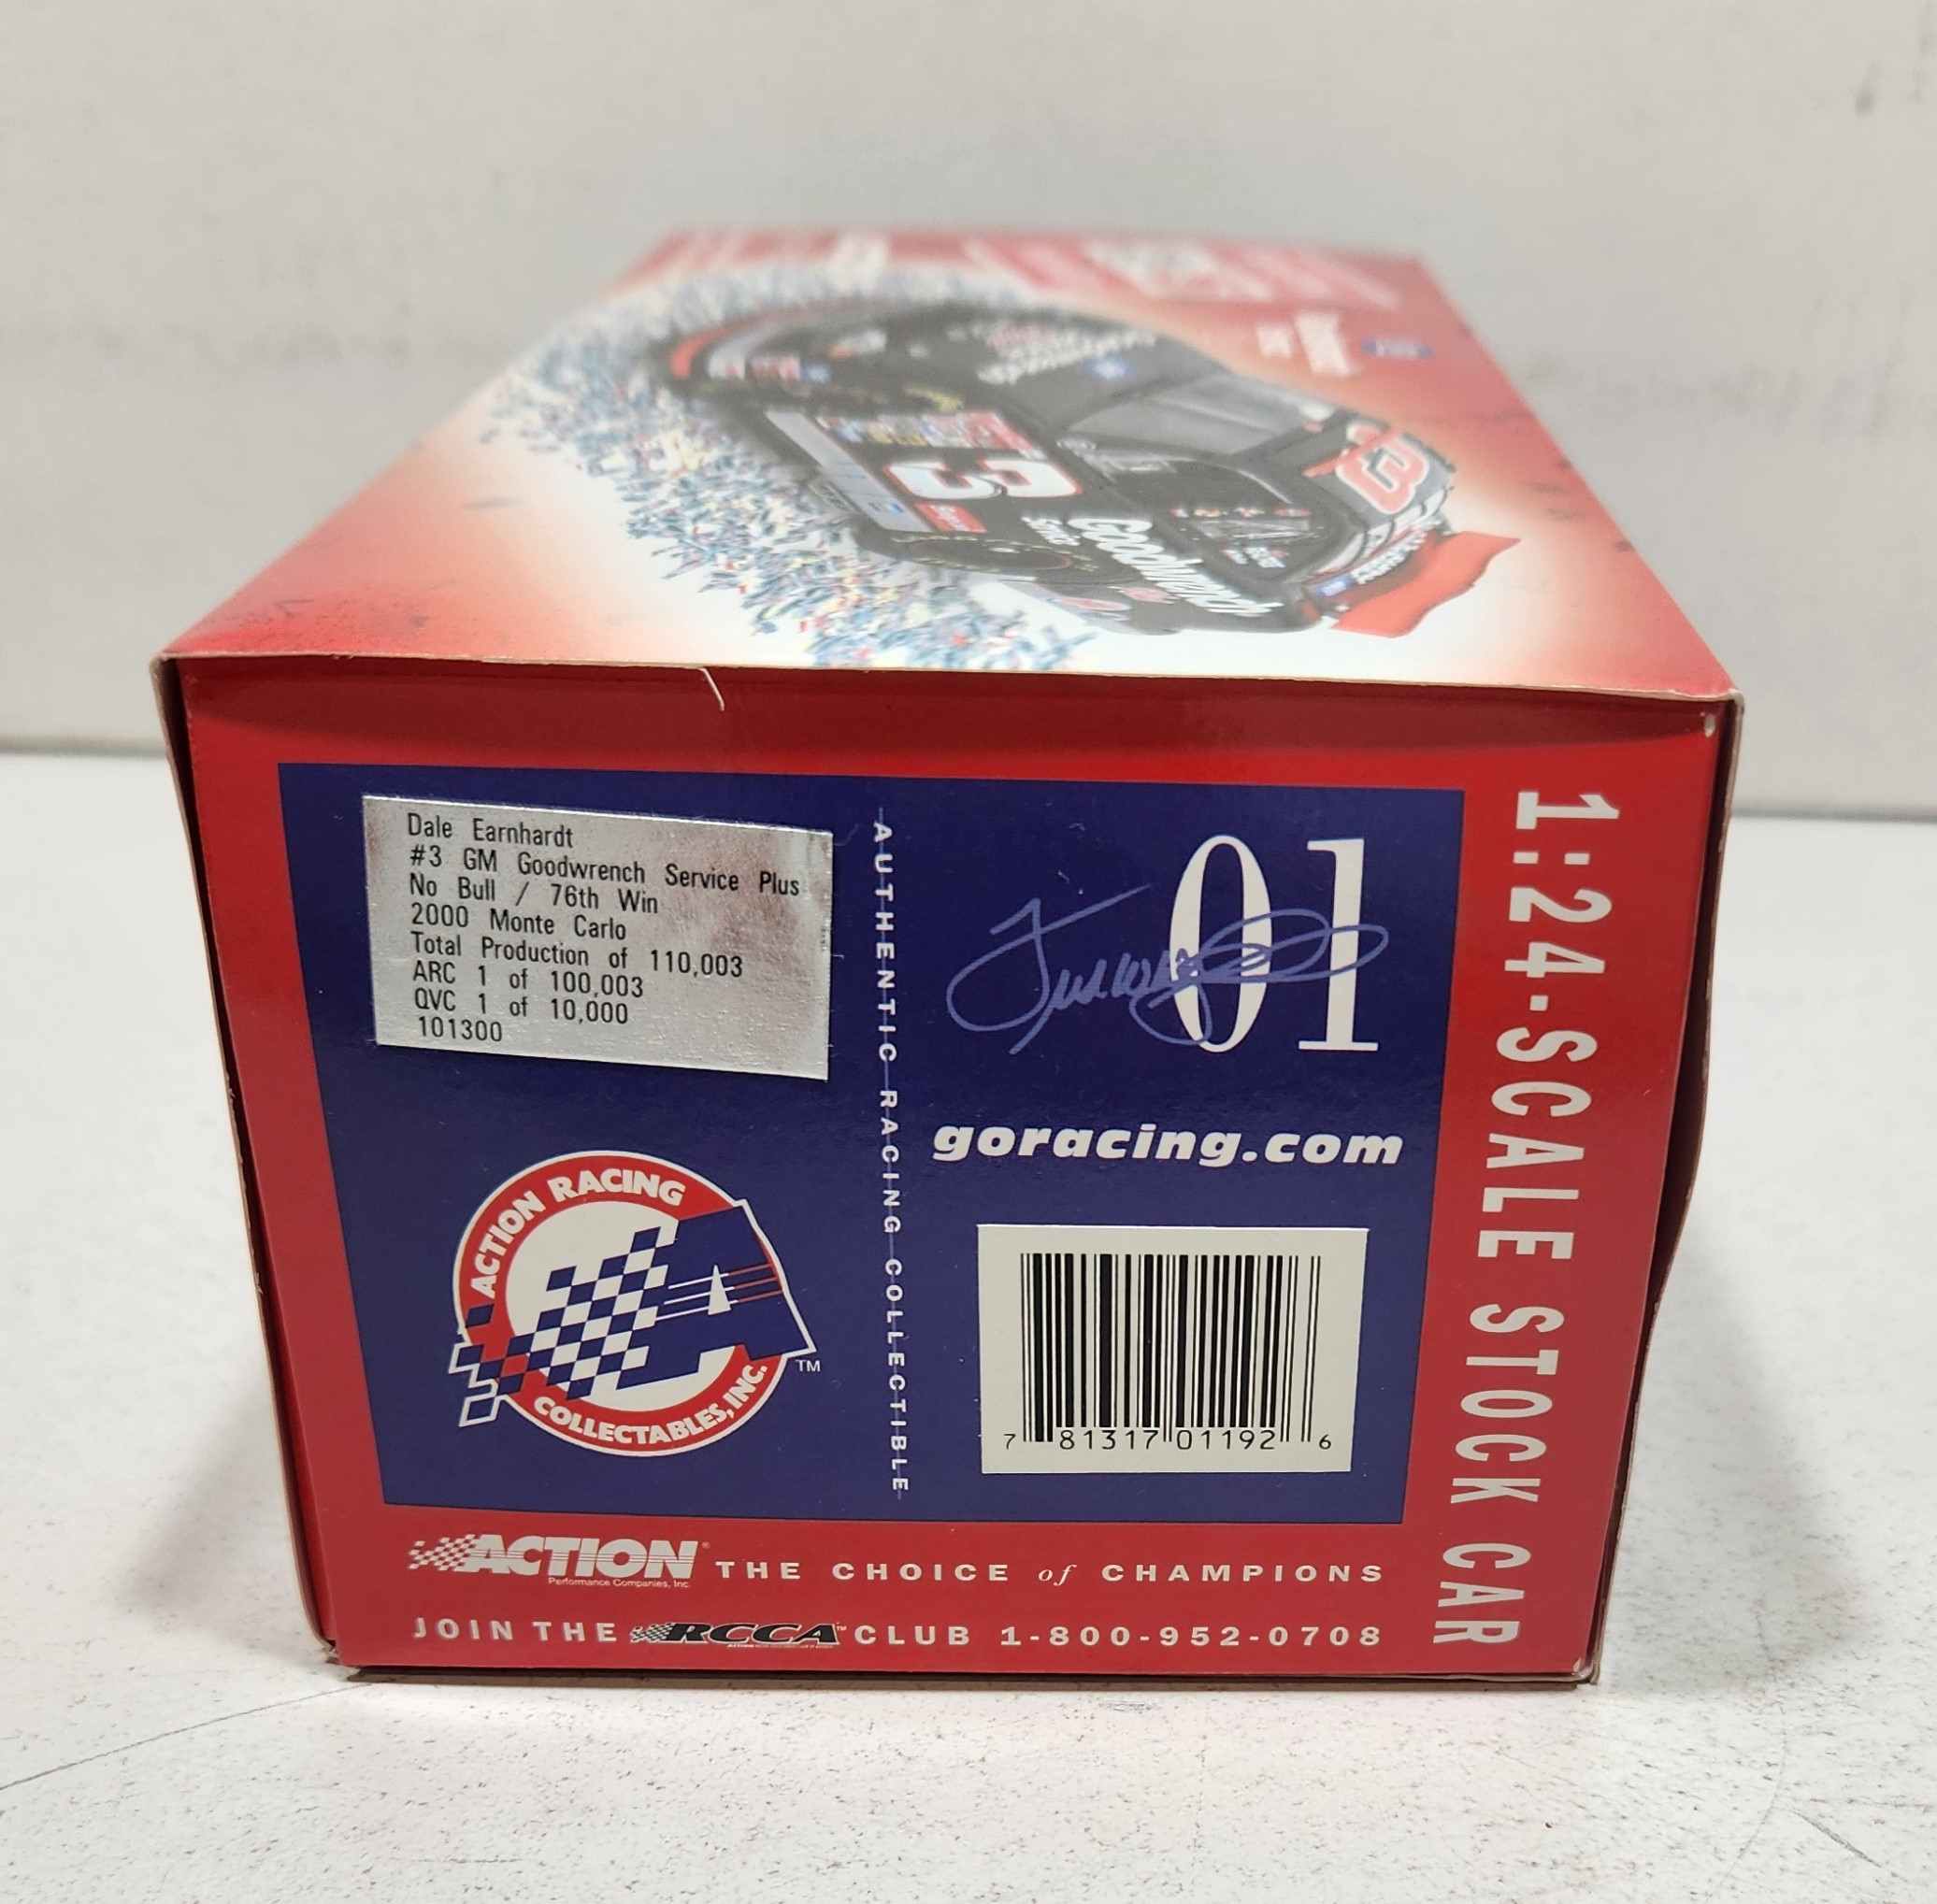 3
3
Goodwrench
Service
Dale Earnhardt
#3 GM Goodwrench Service Plus
No Bull / 76th Win
2000 Monte Carlo
Total Production of 110,003
ARC 1 of 100,003
QVC 1 of 10,000
101300
AUTHENTIC RACING COLLECTIBLE
01
goracing.com
ACTION RACING
COLLECTABLES, INC.
TM
7 81317 01192 6
1:24-SCALE STOCK CAR
ACTION
Performance Companies, Inc.
THE CHOICE of CHAMPIONS
JOIN THE RCCA CLUB 1-800-952-0708